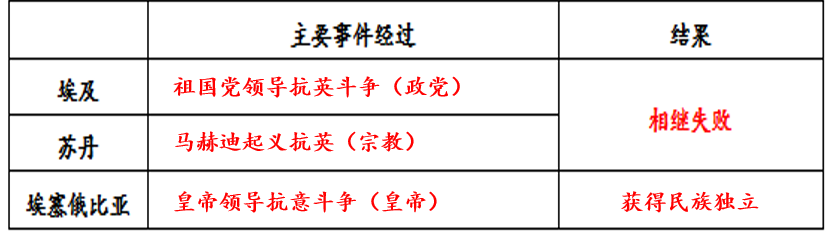 主要事件经过 结果
埃及 祖国党领导抗英斗争（政党）
相继失败
苏丹 马赫迪起义抗英（宗教）
埃塞俄比亚 皇帝领导抗意斗争（皇帝） 获得民族独立